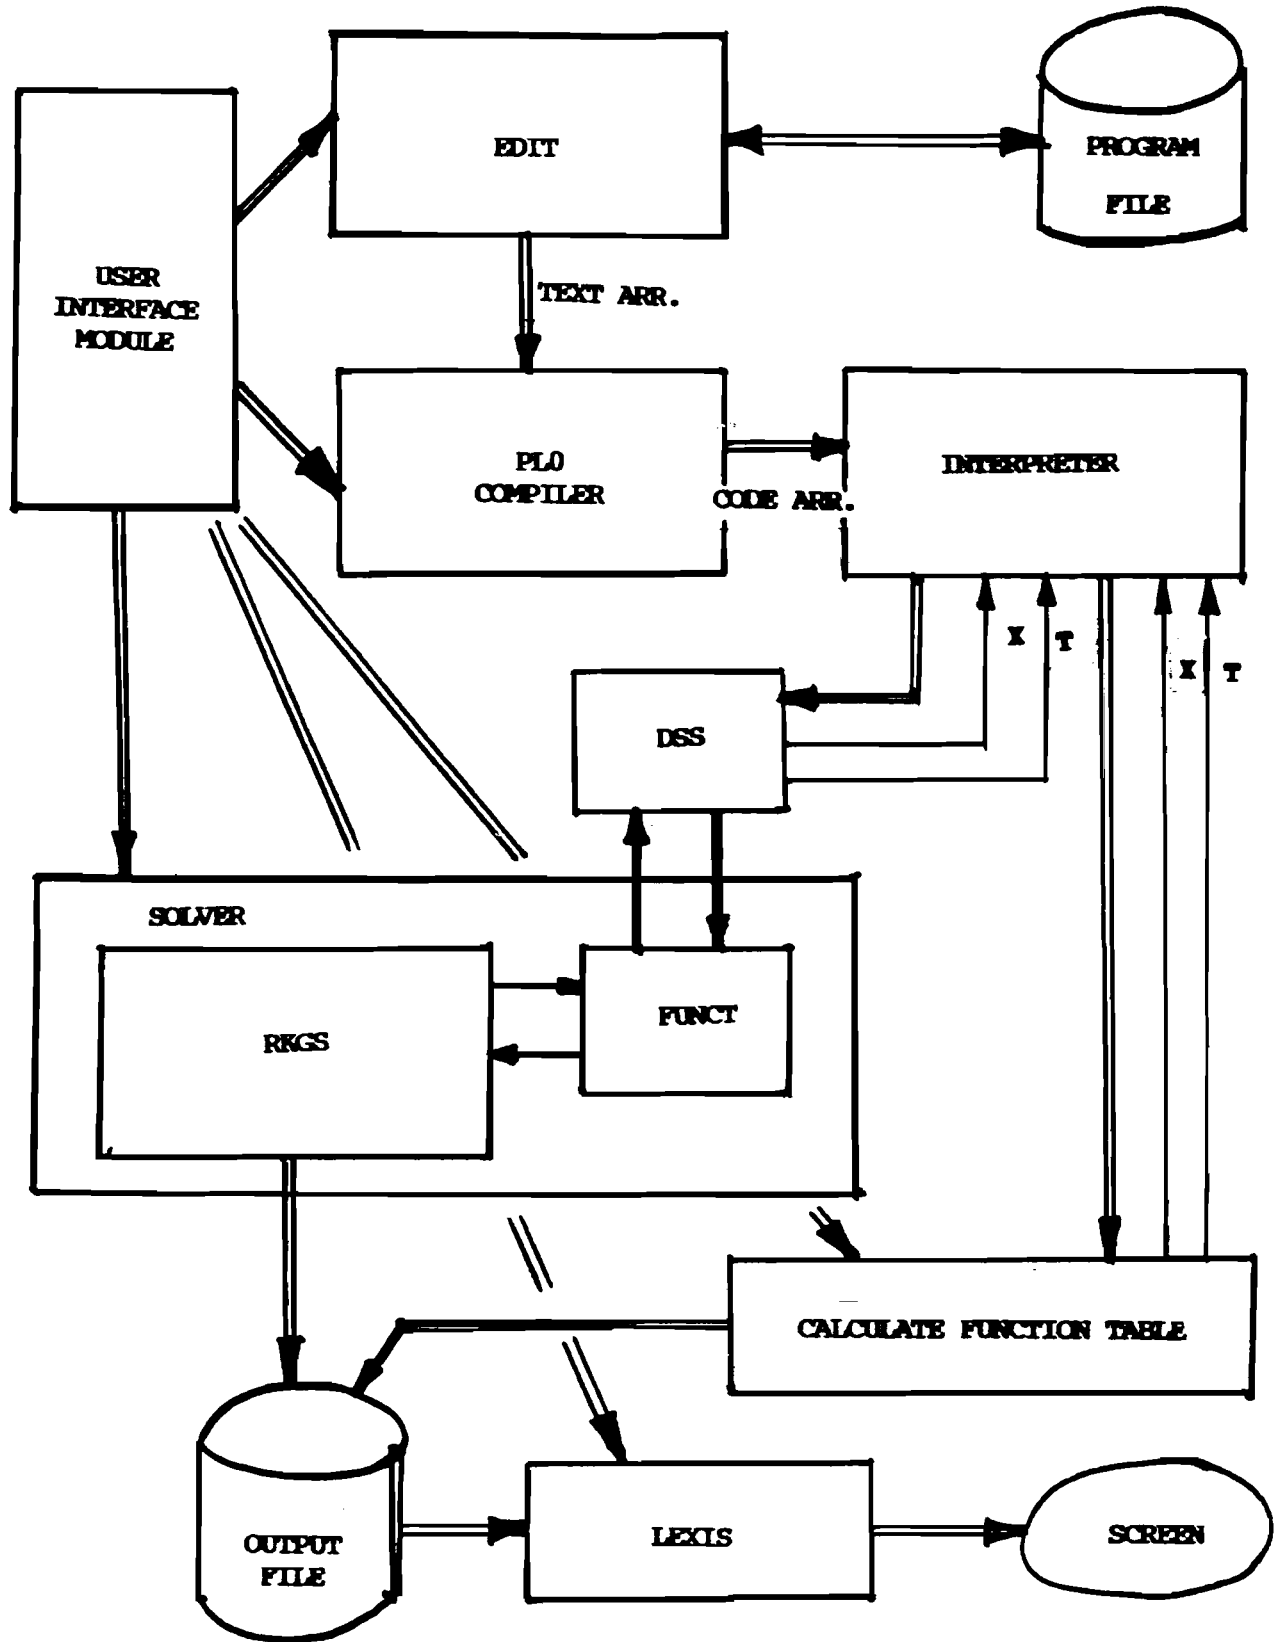 EDIT
PROGRAM
FILE
USER
INTERFACE
MODULE
TEXT ARR.
PL0
COMPILER
CODE ARR.
INTERPRETER
X T
X T
DSS
SOLVER
RKGS
FUNCT
CALCULATE FUNCTION TABLE
OUTPUT
FILE
LEXIS
SCREEN